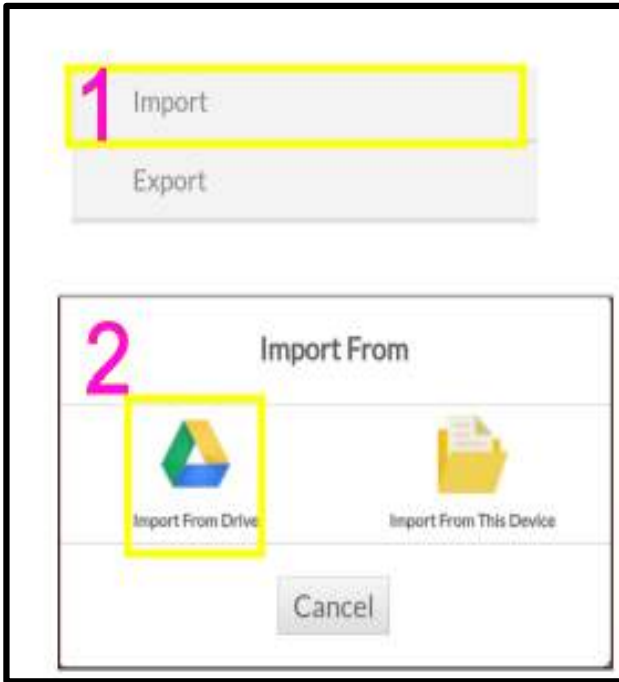 1
Import
Export
2
Import From
Import From Drive
Import From This Device
Cancel